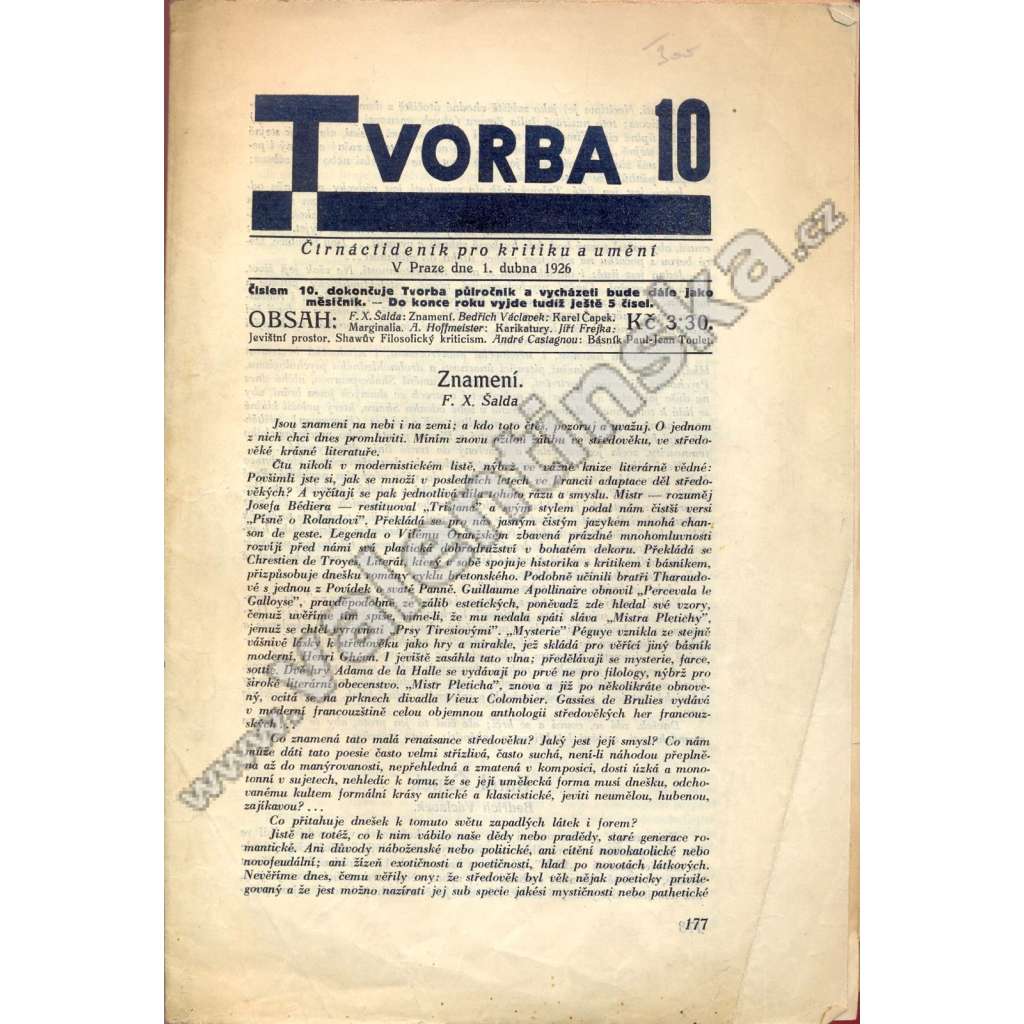 300
TVORBA 10
Čtrnáctideník pro kritiku a umění
V Praze dne 1. dubna 1926
Číslem 10. dokončuje Tvorba půlročník a vycházeti bude dále jako
měsíčník. — Do konce roku vyjde tudíž ještě 5 čísel.
OBSAH: F. X. Šalda: Znamení. Bedřich Václavek: Karel Čapek. Kč 3·30.
Marginalia. A. Hoffmeister: Karikatury. Jiří Frejka:
Jevištní prostor. Shawův Filosofický kriticism. André Castagnou: Básník Paul-Jean Toulet.
Znamení.
F. X. Šalda
Jsou znamení na nebi i na zemi; a kdo toto čteš, pozoruj a uvažuj. O jednom
z nich chci dnes promluviti. Míním znovu ožilou zálibu ve středověku, ve středo-
věké krásné literatuře.
Čtu nikoli v modernistickém listě, nýbrž ve vážné knize literárně vědné:
Povšimli jste si, jak se množí v posledních letech ve Francii adaptace děl středo-
věkých? A vyčítají se pak jednotlivá díla tohoto rázu a smyslu. Mistr — rozuměj
Josefa Bédiera — restituoval „Tristana” a svým stylem podal nám čistší versi
„Písně o Rolandovi”. Překládá se pro nás jasným čistým jazykem mnohá chan-
son de geste. Legenda o Vilému Oranžském zbavená prázdné mnohomluvnosti
rozvíjí před námi svá plastická dobrodružství v bohatém dekoru. Překládá se
Chrestien de Troyes. Literát, který v sobě spojuje historika s kritikem i básníkem,
přizpůsobuje dnešku romány cyklu bretonského. Podobně učinili bratři Tharaudo-
vé s jednou z Povídek o svaté Panně. Guillaume Apollinaire obnovil „Percevala le
Galloyse”, pravděpodobně ze zálib estetických, poněvadž zde hledal své vzory,
čemuž uvěříme tím spíše, víme-li, že mu nedala spáti sláva „Mistra Pletichy”,
jemuž se chtěl vyrovnati „Prsy Tiresiovými”. „Mysterie” Péguye vznikla ze stejně
vášnivé lásky k středověku jako hry a mirakle, jež skládá pro věřící jiný básník
moderní, Henri Ghéon. I jeviště zasáhla tato vlna; předělávají se mysterie, farce,
sottie. Dvě hry Adama de la Halle se vydávají po prvé ne pro filology, nýbrž pro
široké literární obecenstvo. „Mistr Pleticha”, znova a již po několikráte obnove-
ný, ocitá se na prknech divadla Vieux Colombier. Gassies de Brulies vydává
v moderní francouzštině celou objemnou anthologii středověkých her francouz-
ských . . .
Co znamená tato malá renaisance středověku? Jaký jest její smysl? Co nám
může dáti tato poesie často velmi střízlivá, často suchá, není-li náhodou přeplně-
na až do manýrovanosti, nepřehledná a zmatená v komposici, dosti úzká a mono-
tonní v sujetech, nehledíc k tomu, že se její umělecká forma musí dnešku, odcho-
vanému kultem formální krásy antické a klasicistické, jeviti neumělou, hubenou,
zajíkavou? . . .
Co přitahuje dnešek k tomuto světu zapadlých látek i forem?
Jistě ne totéž, co k nim vábilo naše dědy nebo pradědy, staré generace ro-
mantické. Ani důvody náboženské nebo politické, ani cítění novokatolické nebo
novofeudální; ani žízeň exotičnosti a poetičnosti, hlad po novotách látkových.
Nevěříme dnes, čemu věřily ony: že středověk byl věk nějak poeticky privile-
govaný a že jest možno nazírati jej sub specie jakési mystičnosti nebo pathetické
177
www.valentinska.cz